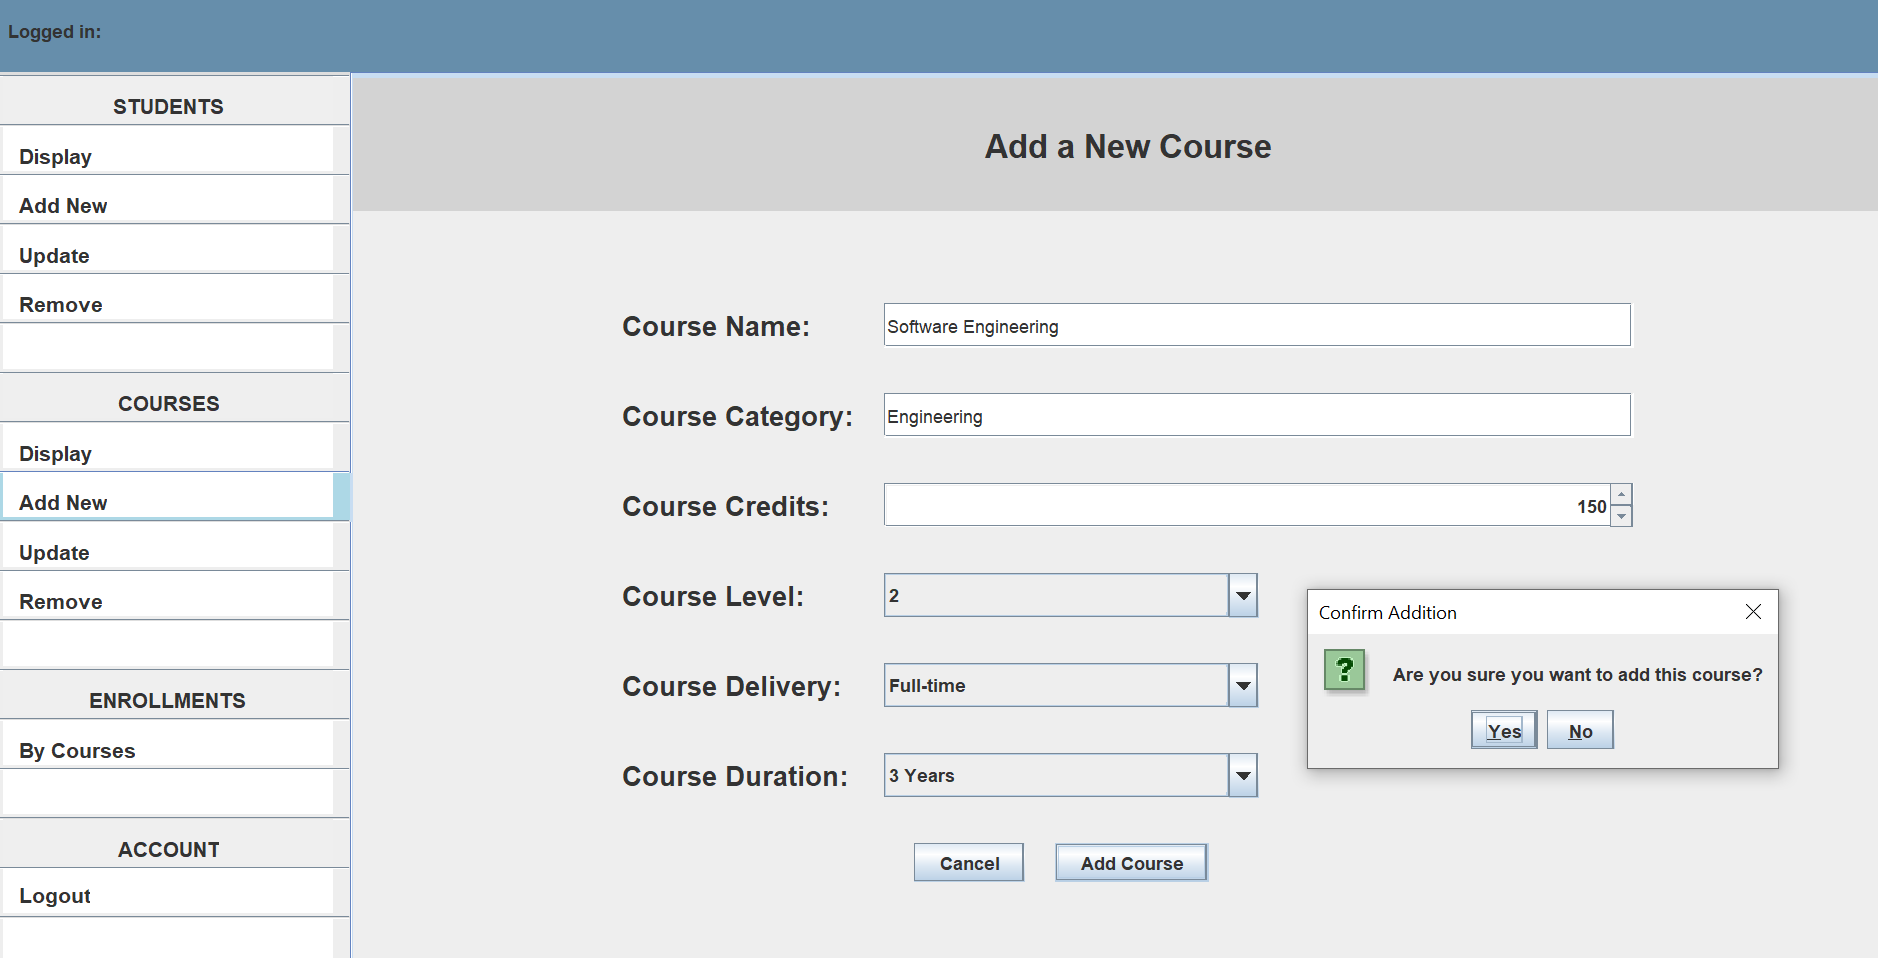 Logged in:
STUDENTS
Display
Add New
Update
Remove
COURSES
Display
Add New
Update
Remove
ENROLLMENTS
By Courses
ACCOUNT
Logout
Add a New Course
Course Name: Software Engineering
Course Category: Engineering
Course Credits: 150
Course Level: 2
Course Delivery: Full-time
Course Duration: 3 Years
Cancel Add Course
Confirm Addition
? Are you sure you want to add this course?
Yes No